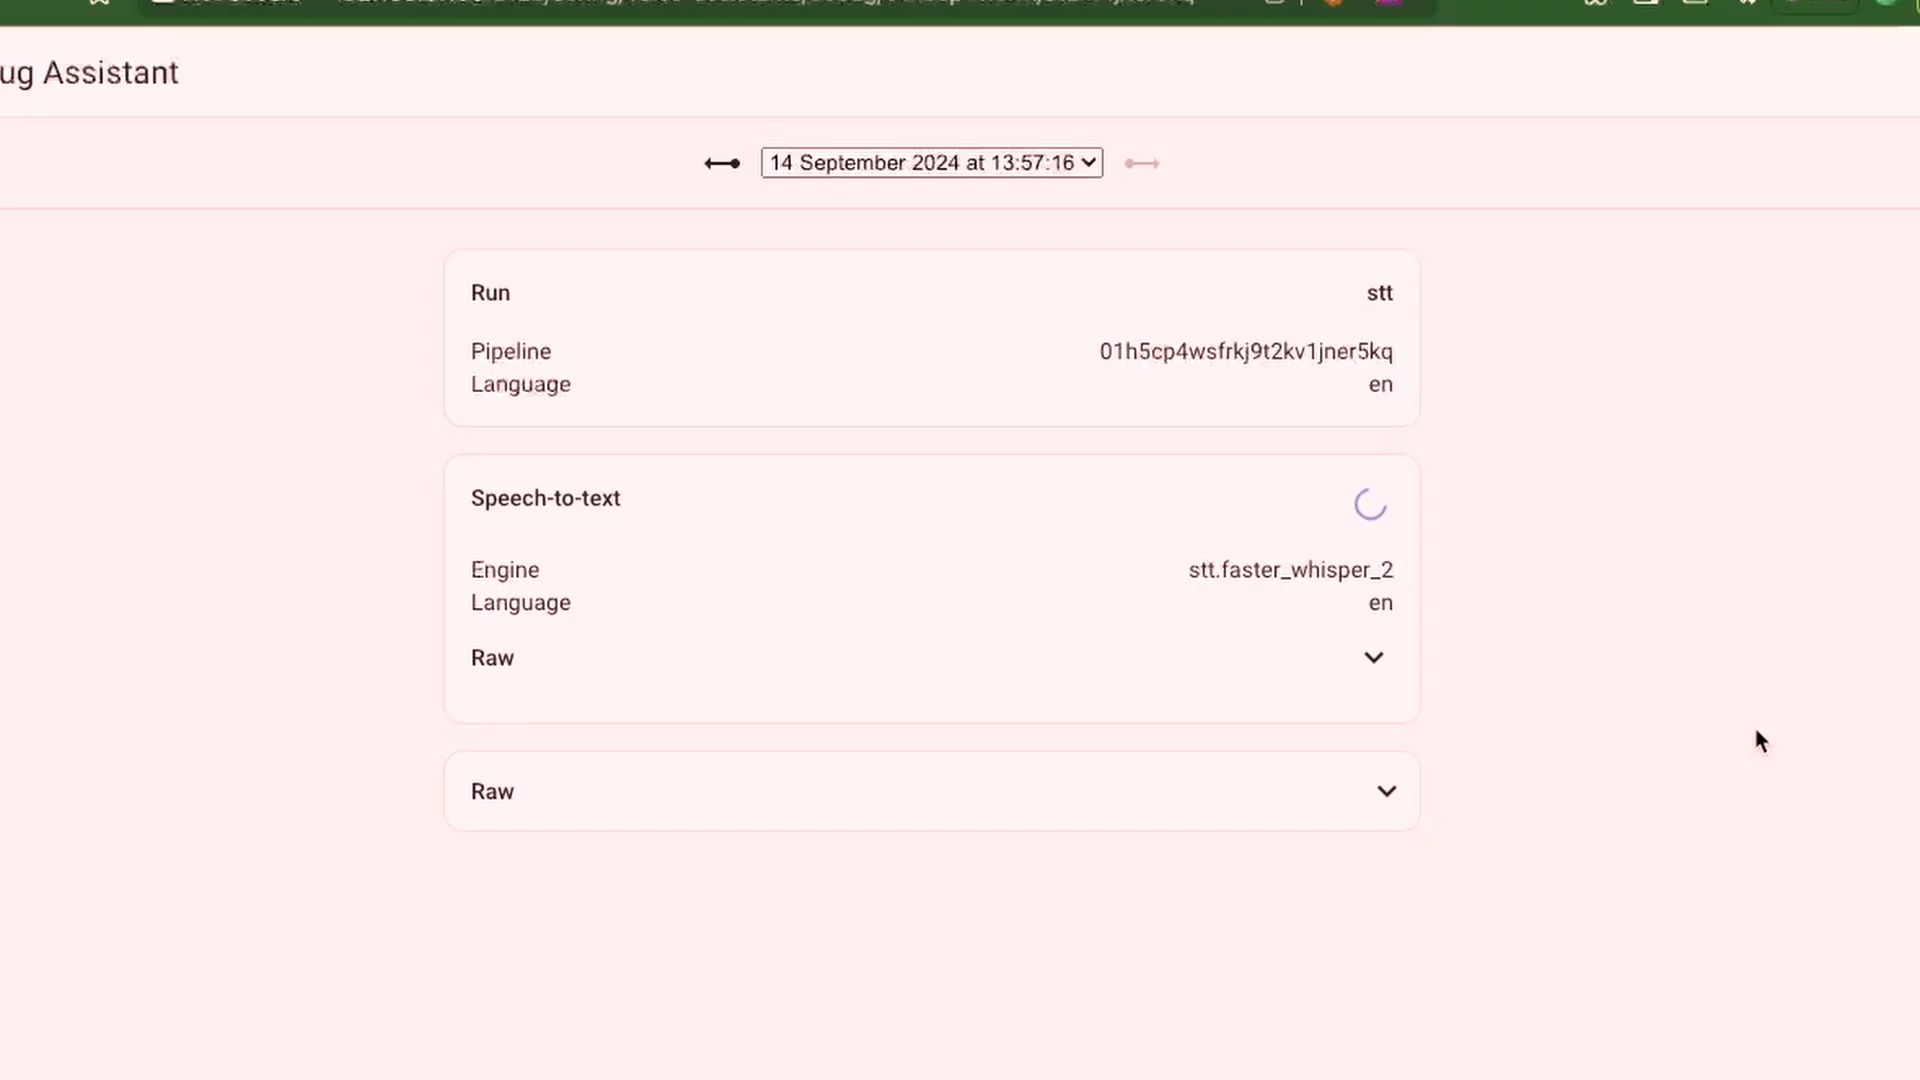 ug Assistant
14 September 2024 at 13:57:16
Run stt
Pipeline 01h5cp4wsfrkj9t2kv1jner5kq
Language en
Speech-to-text
Engine stt.faster_whisper_2
Language en
Raw
Raw